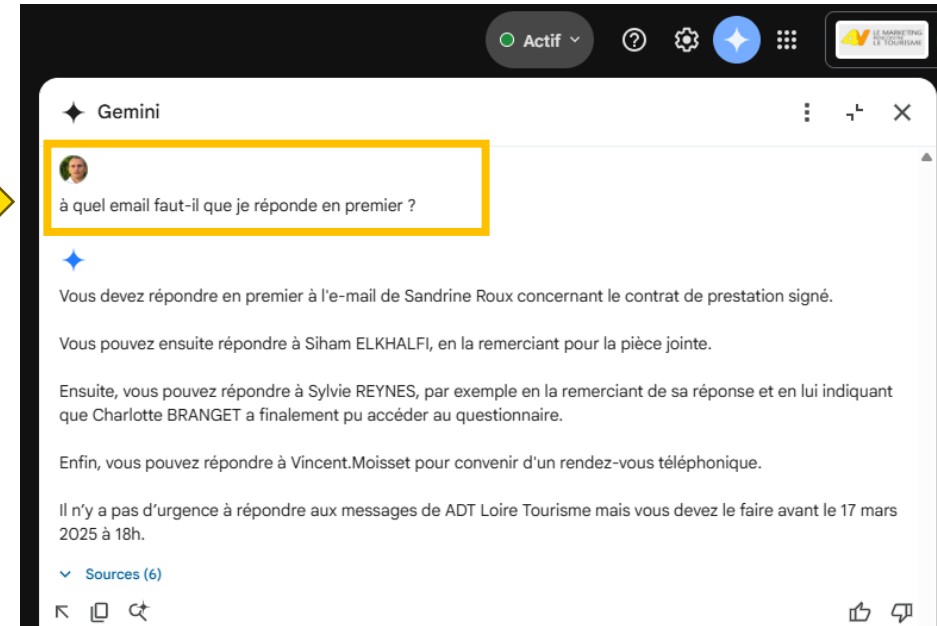 Actif
LE MARKETING
RENCONTRE
LE TOURISME
Gemini
à quel email faut-il que je réponde en premier ?
Vous devez répondre en premier à l'e-mail de Sandrine Roux concernant le contrat de prestation signé.
Vous pouvez ensuite répondre à Siham ELKHALFI, en la remerciant pour la pièce jointe.
Ensuite, vous pouvez répondre à Sylvie REYNES, par exemple en la remerciant de sa réponse et en lui indiquant
que Charlotte BRANGET a finalement pu accéder au questionnaire.
Enfin, vous pouvez répondre à Vincent.Moisset pour convenir d'un rendez-vous téléphonique.
Il n’y a pas d’urgence à répondre aux messages de ADT Loire Tourisme mais vous devez le faire avant le 17 mars
2025 à 18h.
Sources (6)